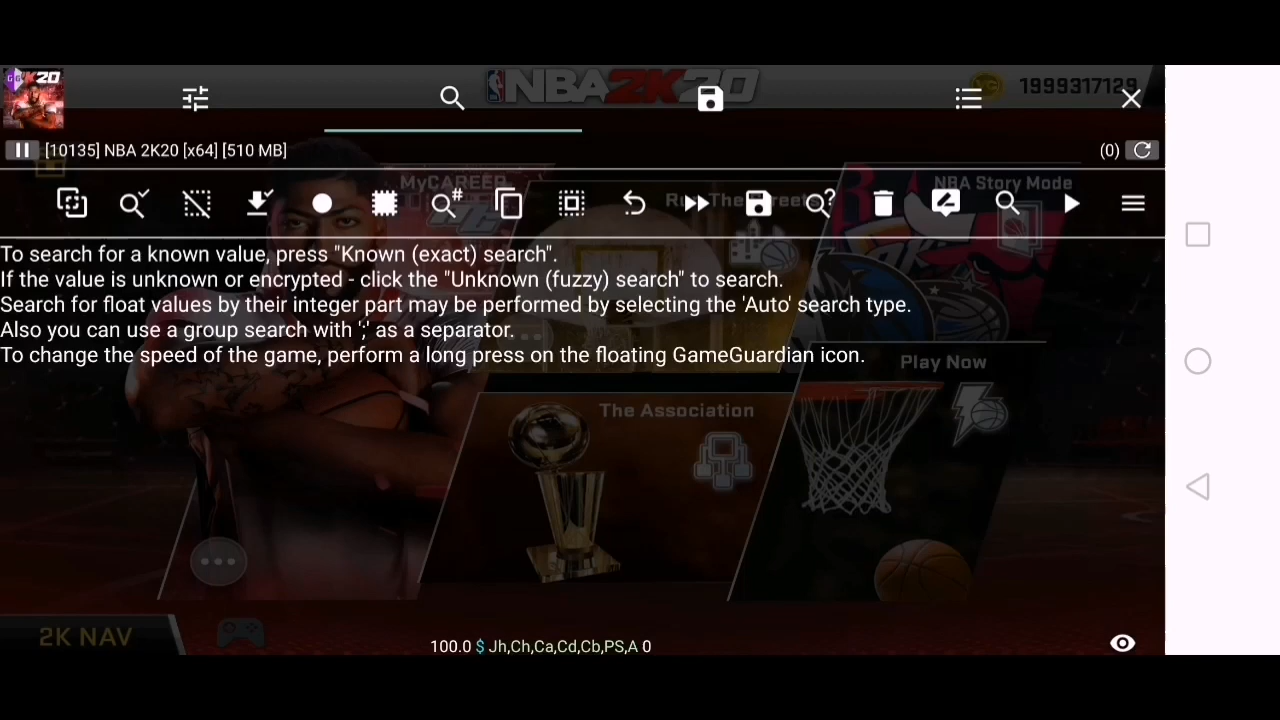 K20
NBA2K20
1999317129
[10135] NBA 2K20 [x64] [510 MB]
(0)
MyCAREER
NBA Story Mode
#
?
To search for a known value, press "Known (exact) search".
If the value is unknown or encrypted - click the "Unknown (fuzzy) search" to search.
Search for float values by their integer part may be performed by selecting the 'Auto' search type.
Also you can use a group search with ';' as a separator.
To change the speed of the game, perform a long press on the floating GameGuardian icon.
Play Now
The Association
2K NAV
100.0 $ Jh,Ch,Ca,Cd,Cb,PS,A 0